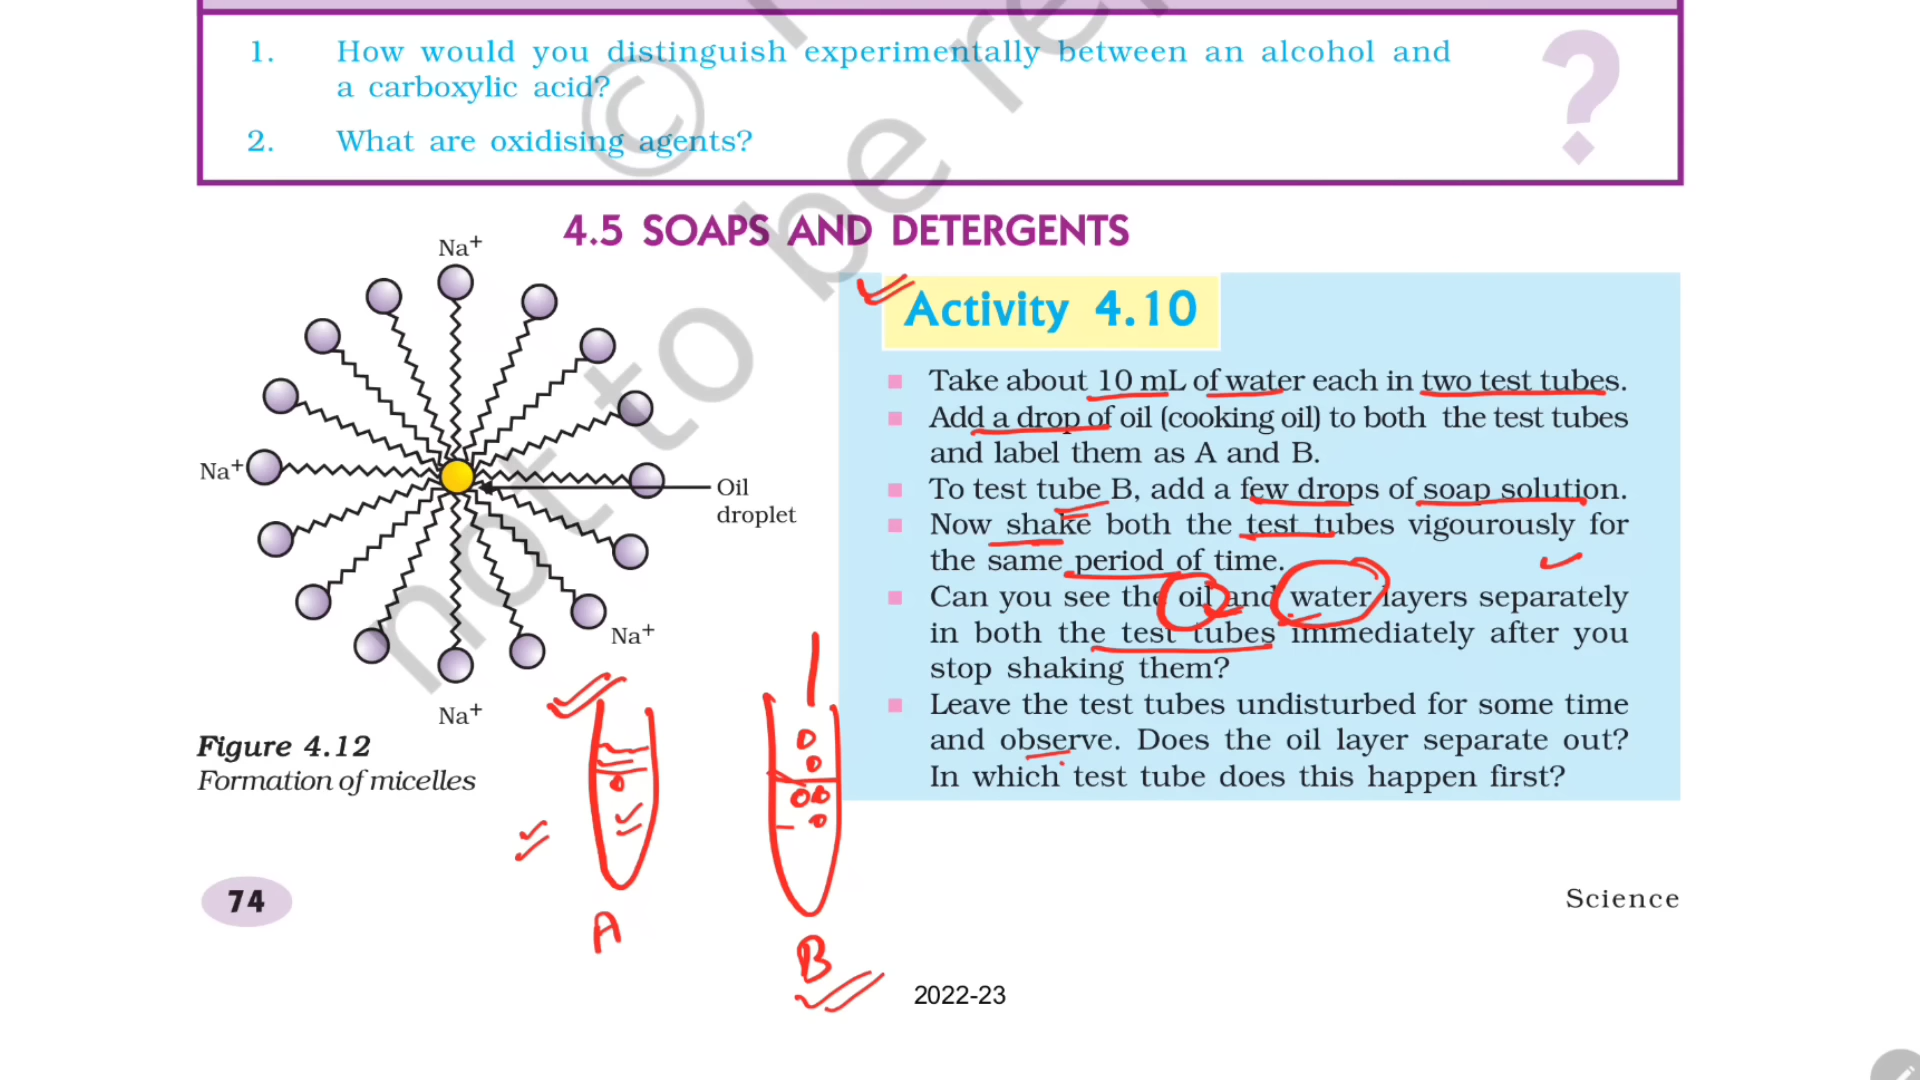 1. How would you distinguish experimentally between an alcohol and
a carboxylic acid?
2. What are oxidising agents?
?
4.5 SOAPS AND DETERGENTS
Na+
Na+
Oil
droplet
Na+
Na+
Figure 4.12
Formation of micelles
Activity 4.10
Take about 10 mL of water each in two test tubes.
Add a drop of oil (cooking oil) to both the test tubes
and label them as A and B.
To test tube B, add a few drops of soap solution.
Now shake both the test tubes vigourously for
the same period of time.
Can you see the oil and water layers separately
in both the test tubes immediately after you
stop shaking them?
Leave the test tubes undisturbed for some time
and observe. Does the oil layer separate out?
In which test tube does this happen first?
A
B
74
Science
2022-23
not to be re
©